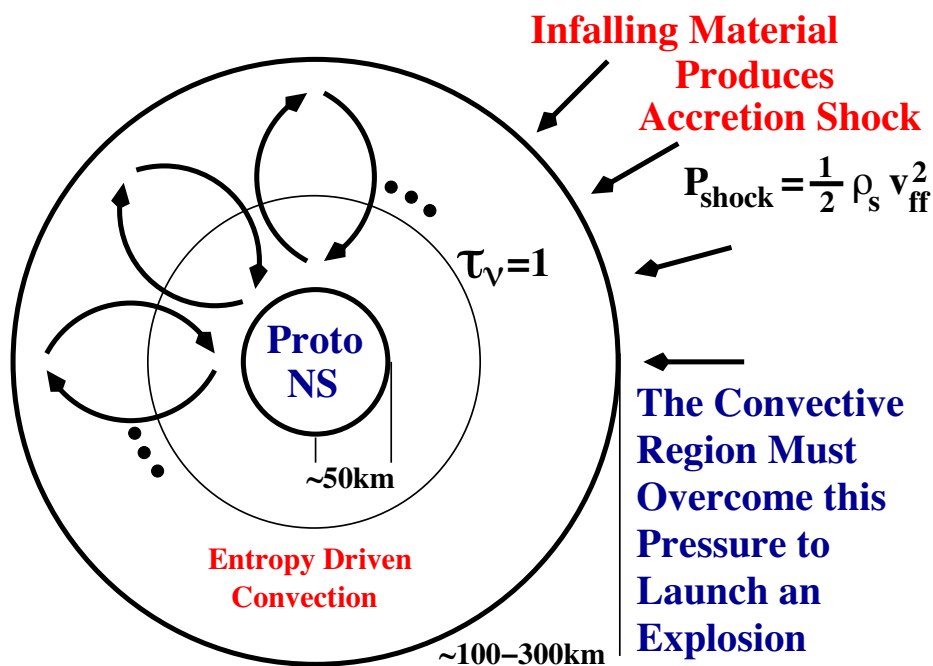 Infalling Material
Produces
Accretion Shock
P_shock = 1/2 ρ_s v_ff^2
τ_ν=1
Proto
NS
~50km
The Convective
Region Must
Overcome this
Pressure to
Launch an
Explosion
Entropy Driven
Convection
~100−300km